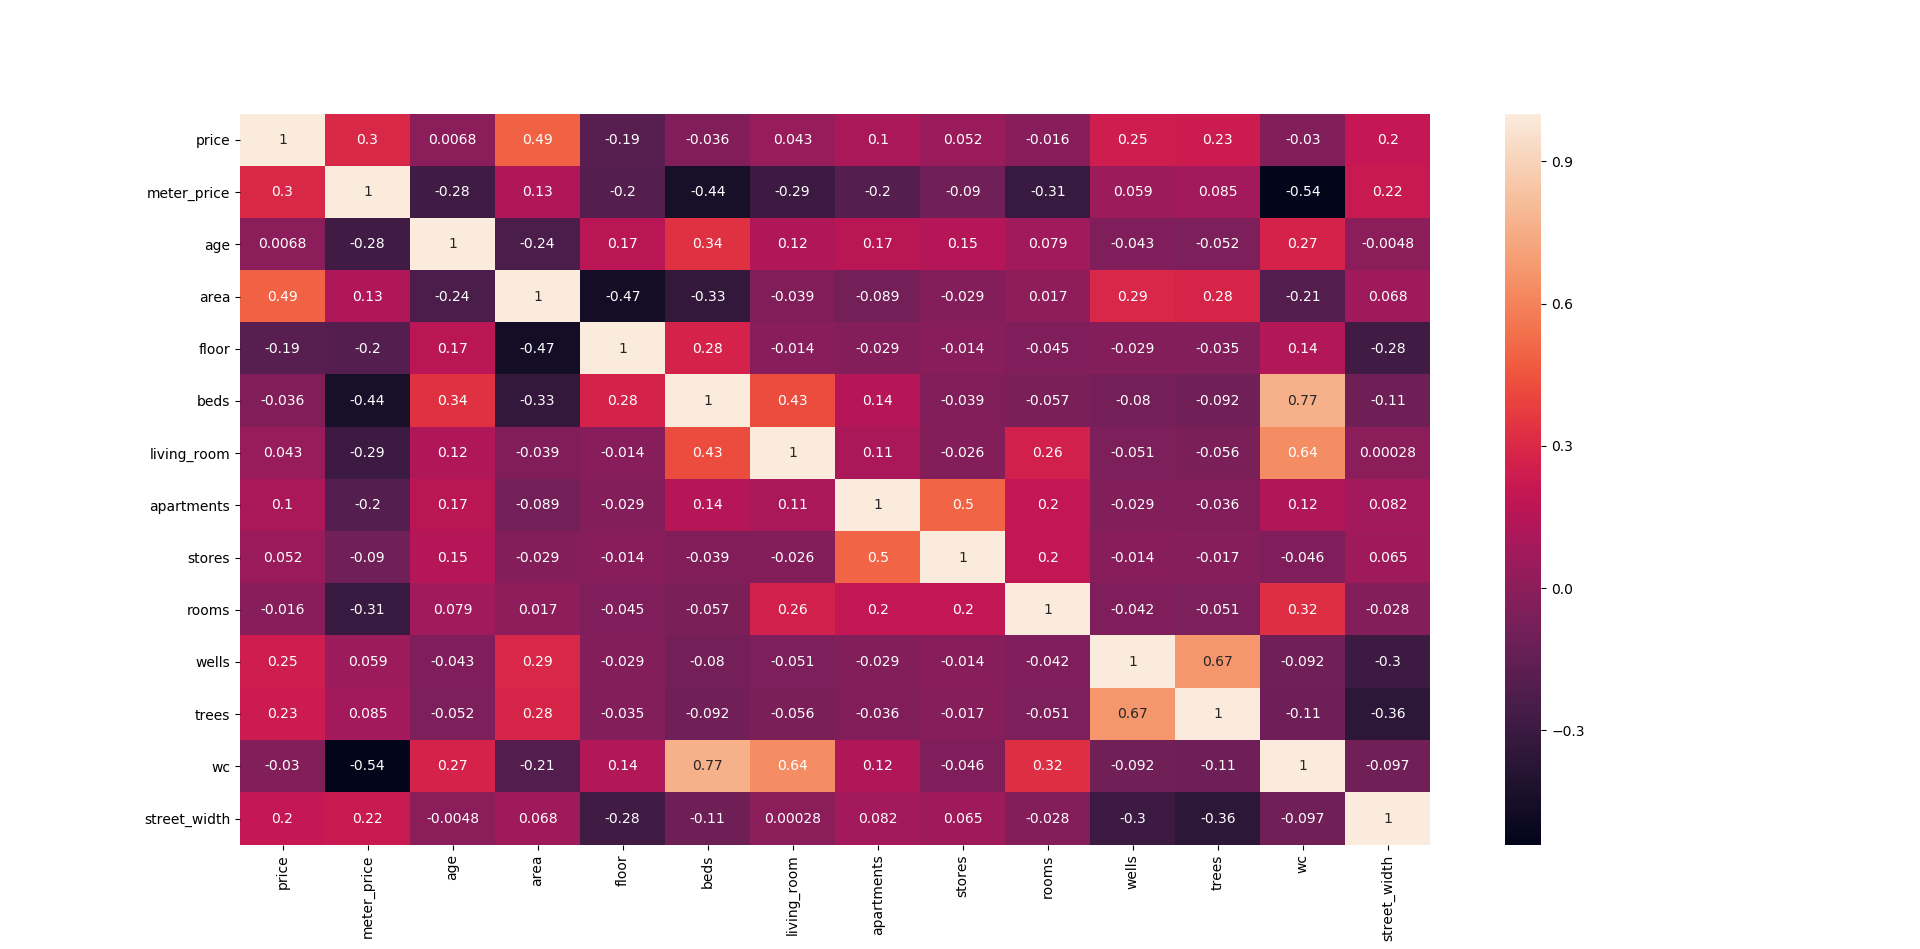 price 1 0.3 0.0068 0.49 -0.19 -0.036 0.043 0.1 0.052 -0.016 0.25 0.23 -0.03 0.2
meter_price 0.3 1 -0.28 0.13 -0.2 -0.44 -0.29 -0.2 -0.09 -0.31 0.059 0.085 -0.54 0.22
age 0.0068 -0.28 1 -0.24 0.17 0.34 0.12 0.17 0.15 0.079 -0.043 -0.052 0.27 -0.0048
area 0.49 0.13 -0.24 1 -0.47 -0.33 -0.039 -0.089 -0.029 0.017 0.29 0.28 -0.21 0.068
floor -0.19 -0.2 0.17 -0.47 1 0.28 -0.014 -0.029 -0.014 -0.045 -0.029 -0.035 0.14 -0.28
beds -0.036 -0.44 0.34 -0.33 0.28 1 0.43 0.14 -0.039 -0.057 -0.08 -0.092 0.77 -0.11
living_room 0.043 -0.29 0.12 -0.039 -0.014 0.43 1 0.11 -0.026 0.26 -0.051 -0.056 0.64 0.00028
apartments 0.1 -0.2 0.17 -0.089 -0.029 0.14 0.11 1 0.5 0.2 -0.029 -0.036 0.12 0.082
stores 0.052 -0.09 0.15 -0.029 -0.014 -0.039 -0.026 0.5 1 0.2 -0.014 -0.017 -0.046 0.065
rooms -0.016 -0.31 0.079 0.017 -0.045 -0.057 0.26 0.2 0.2 1 -0.042 -0.051 0.32 -0.028
wells 0.25 0.059 -0.043 0.29 -0.029 -0.08 -0.051 -0.029 -0.014 -0.042 1 0.67 -0.092 -0.3
trees 0.23 0.085 -0.052 0.28 -0.035 -0.092 -0.056 -0.036 -0.017 -0.051 0.67 1 -0.11 -0.36
wc -0.03 -0.54 0.27 -0.21 0.14 0.77 0.64 0.12 -0.046 0.32 -0.092 -0.11 1 -0.097
street_width 0.2 0.22 -0.0048 0.068 -0.28 -0.11 0.00028 0.082 0.065 -0.028 -0.3 -0.36 -0.097 1
price meter_price age area floor beds living_room apartments stores rooms wells trees wc street_width
0.9
0.6
0.3
0.0
−0.3